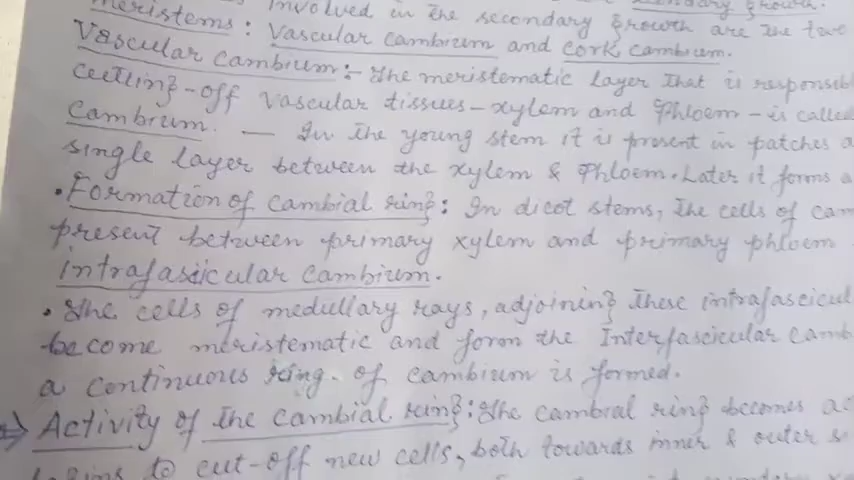 Involved in the secondary growth are the two
meristems: Vascular cambium and cork cambium.
Vascular cambium:- The meristematic layer that is responsibl
cutting-off vascular tissues - xylem and phloem - is called
cambium. — In the young stem it is present in patches a
single layer between the xylem & Phloem. Later it forms a
• Formation of cambial ring: In dicot stems, the cells of cam
present between primary xylem and primary phloem
intrafascicular cambium.
• The cells of medullary rays, adjoining these intrafascicul
become meristematic and form the Interfascicular camb
a continuous ring of cambium is formed.
Activity of the cambial ring: The cambial ring becomes ac
begins to cut-off new cells, both towards inner & outer s